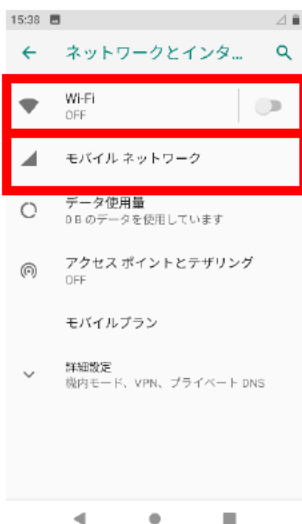 15:38
ネットワークとインタ...
Wi-Fi
OFF
モバイル ネットワーク
データ使用量
0 B のデータを使用しています
アクセス ポイントとテザリング
OFF
モバイルプラン
詳細設定
機内モード、VPN、プライベート DNS